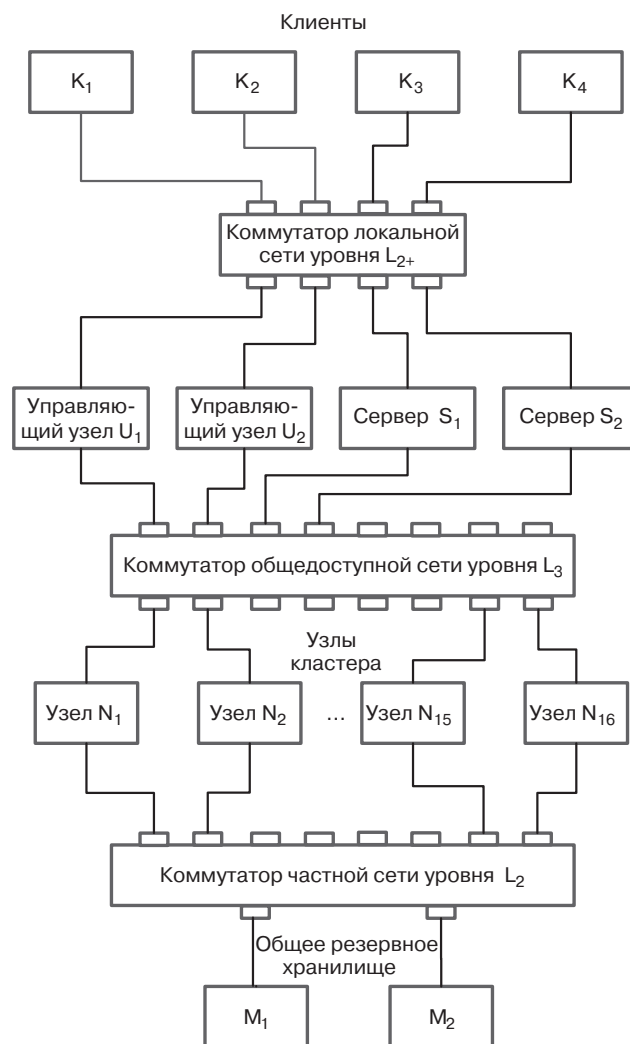 Клиенты
K₁ K₂ K₃ K₄
Коммутатор локальной
сети уровня L₂₊
Управляю-
щий узел U₁
Управляю-
щий узел U₂
Сервер S₁
Сервер S₂
Коммутатор общедоступной сети уровня L₃
Узлы
кластера
Узел N₁ Узел N₂ ... Узел N₁₅ Узел N₁₆
Коммутатор частной сети уровня L₂
Общее резервное
хранилище
M₁ M₂